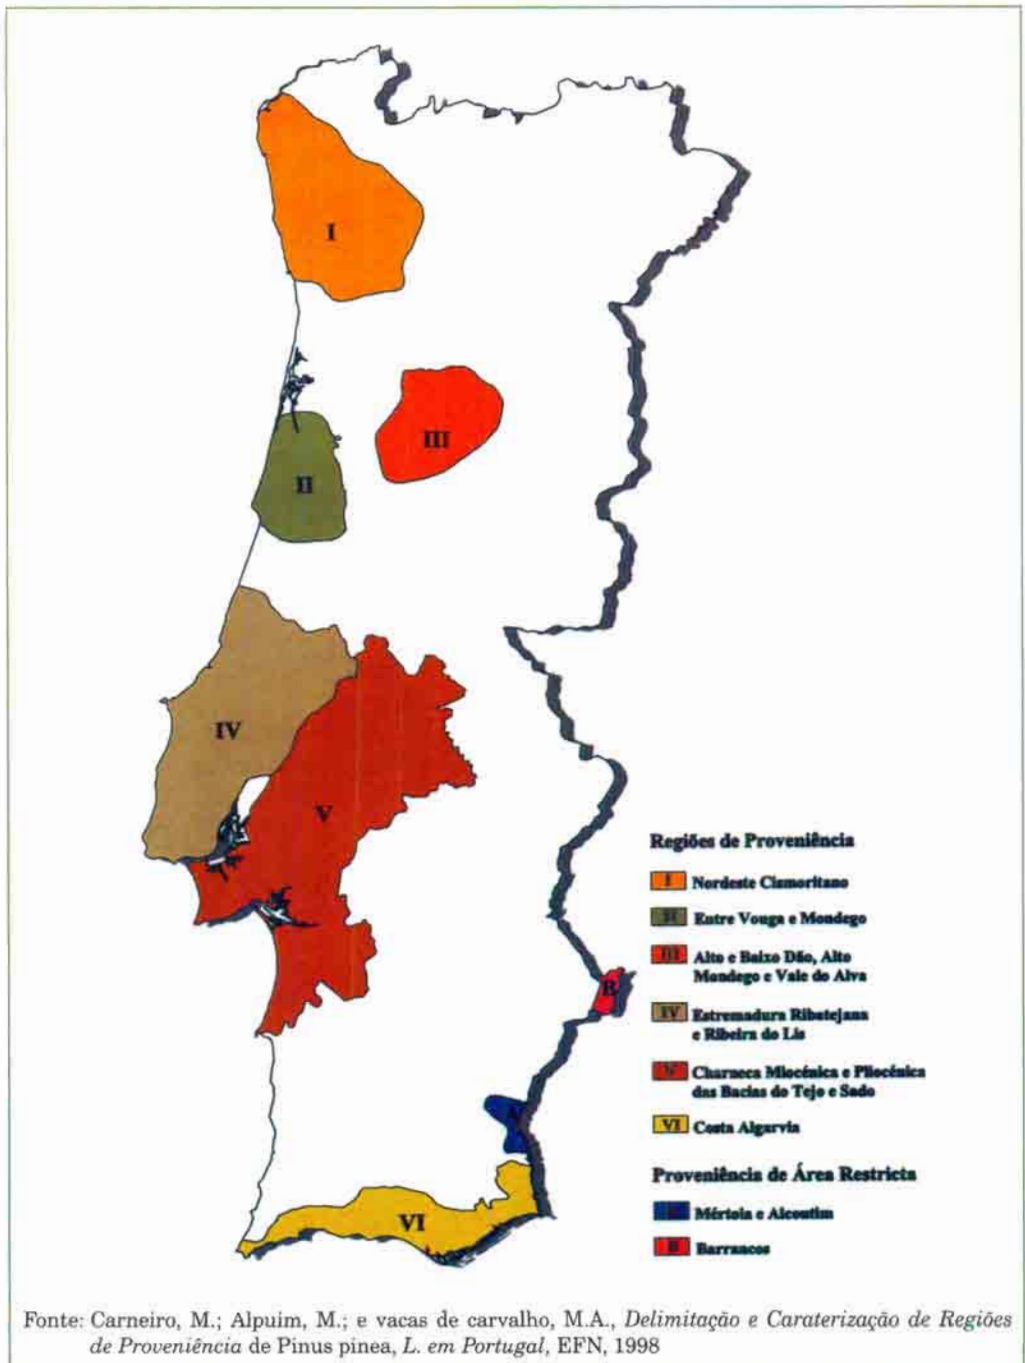 I
III
II
IV
V
B
A
VI
Regiões de Proveniência
I Nordeste Cismoritano
II Entre Vouga e Mondego
III Alto e Baixo Dão, Alto
Mondego e Vale do Alva
IV Estremadura Ribatejana
e Ribeira do Lis
V Charneca Miocénica e Pliocénica
das Bacias do Tejo e Sado
VI Costa Algarvia
Proveniência de Área Restricta
Mértola e Alcoutim
B Barrancos
Fonte: Carneiro, M.; Alpuim, M.; e vacas de carvalho, M.A., Delimitação e Caraterização de Regiões
de Proveniência de Pinus pinea, L. em Portugal, EFN, 1998